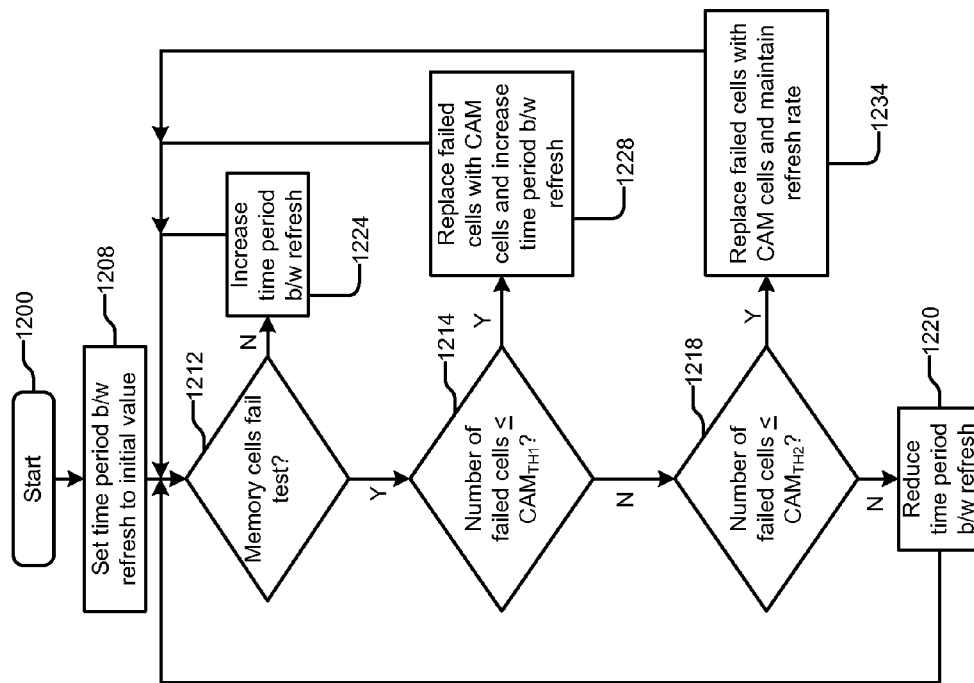 Start
1200
Set time period b/w
refresh to initial value
1208
Memory cells fail
test?
1212
N
Increase
time period
b/w refresh
1224
Y
Number of
failed cells ≤
CAMTH1?
1214
Y
Replace failed
cells with CAM
cells and increase
time period b/w
refresh
1228
N
Number of
failed cells ≤
CAMTH2?
1218
Y
Replace failed cells with
CAM cells and maintain
refresh rate
1234
N
Reduce
time period
b/w refresh
1220